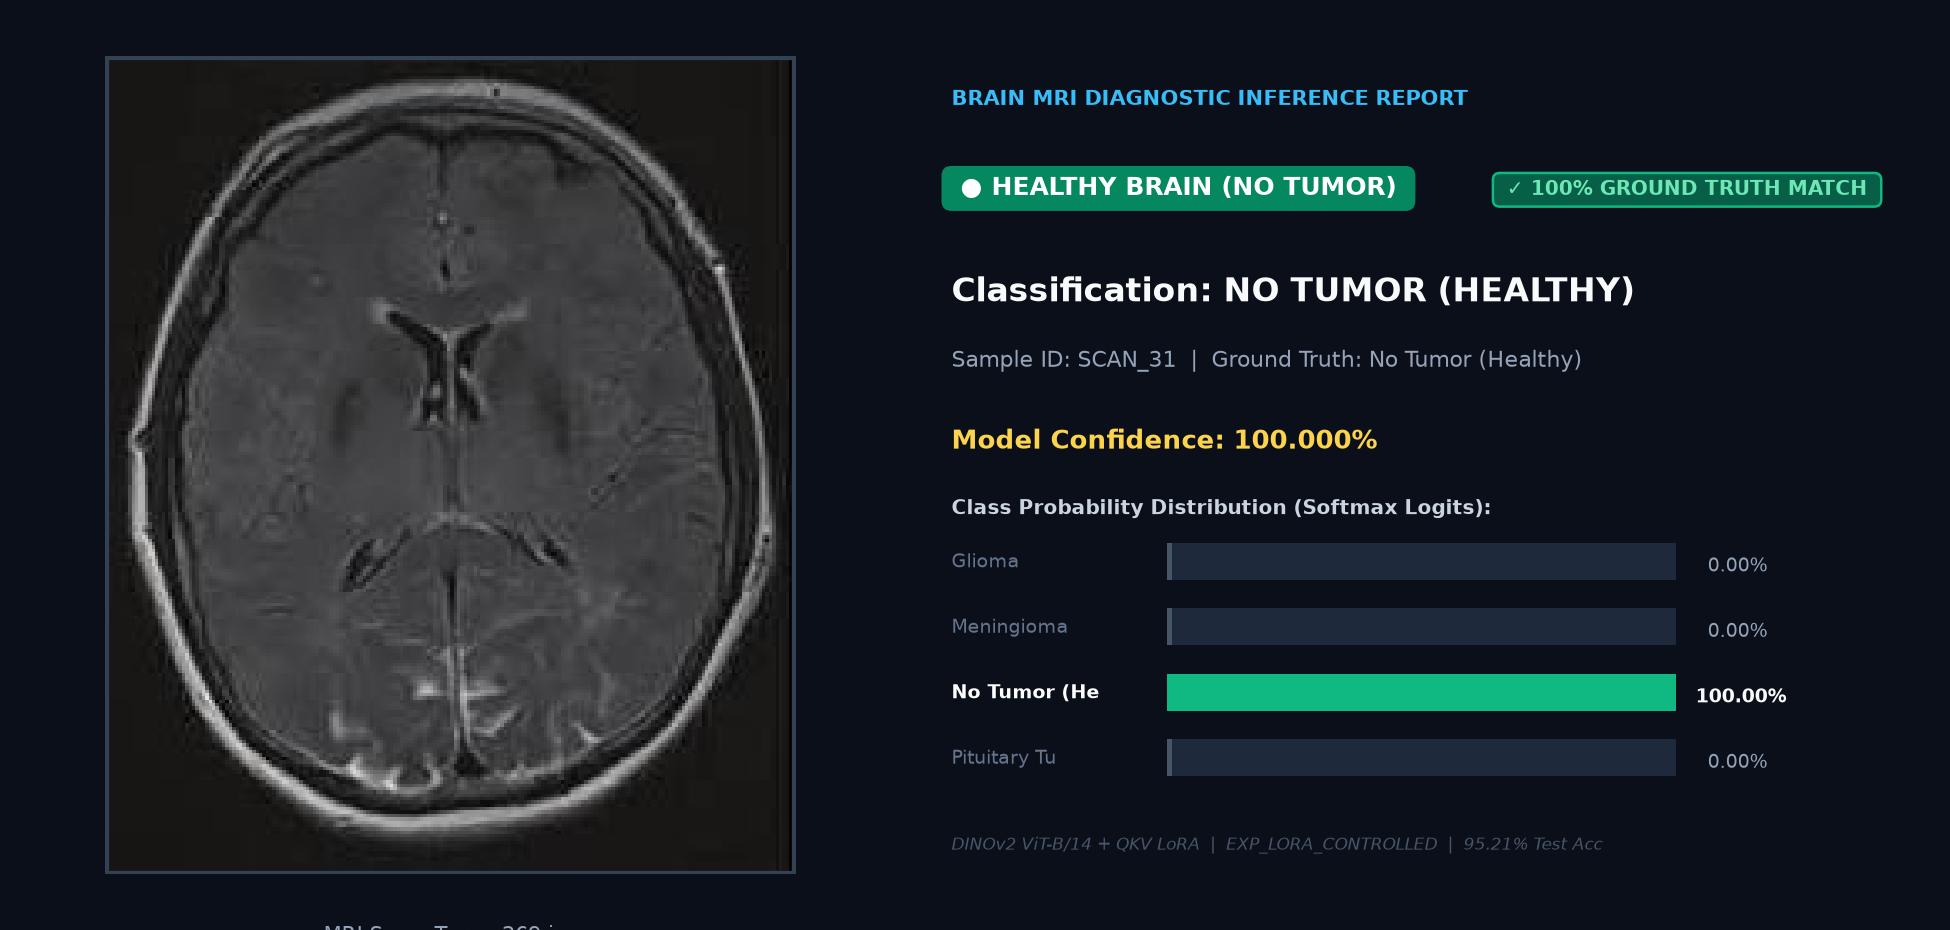 BRAIN MRI DIAGNOSTIC INFERENCE REPORT
● HEALTHY BRAIN (NO TUMOR)
✓ 100% GROUND TRUTH MATCH
Classification: NO TUMOR (HEALTHY)
Sample ID: SCAN_31 | Ground Truth: No Tumor (Healthy)
Model Confidence: 100.000%
Class Probability Distribution (Softmax Logits):
Glioma 0.00%
Meningioma 0.00%
No Tumor (He 100.00%
Pituitary Tu 0.00%
DINOv2 ViT-B/14 + QKV LoRA | EXP_LORA_CONTROLLED | 95.21% Test Acc